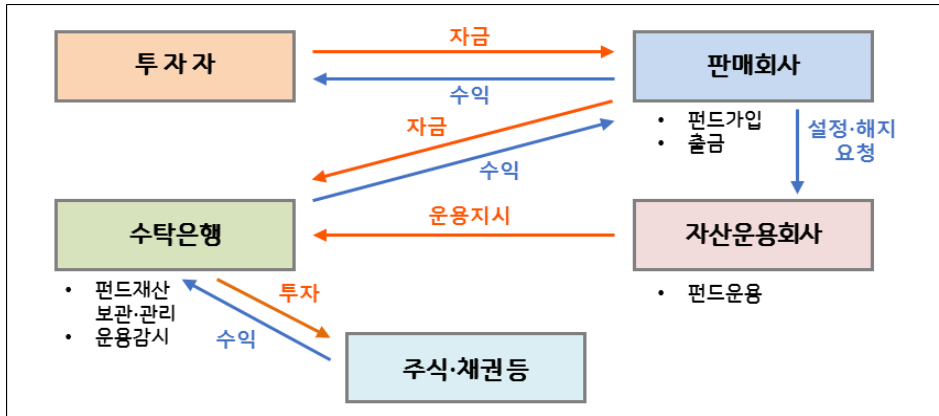 자금
투 자 자
판매회사
수익
자금
• 펀드가입
• 출금
설정·해지
요청
수익
운용지시
수탁은행
자산운용회사
• 펀드재산
보관·관리
• 운용감시
투자
수익
• 펀드운용
주식·채권 등